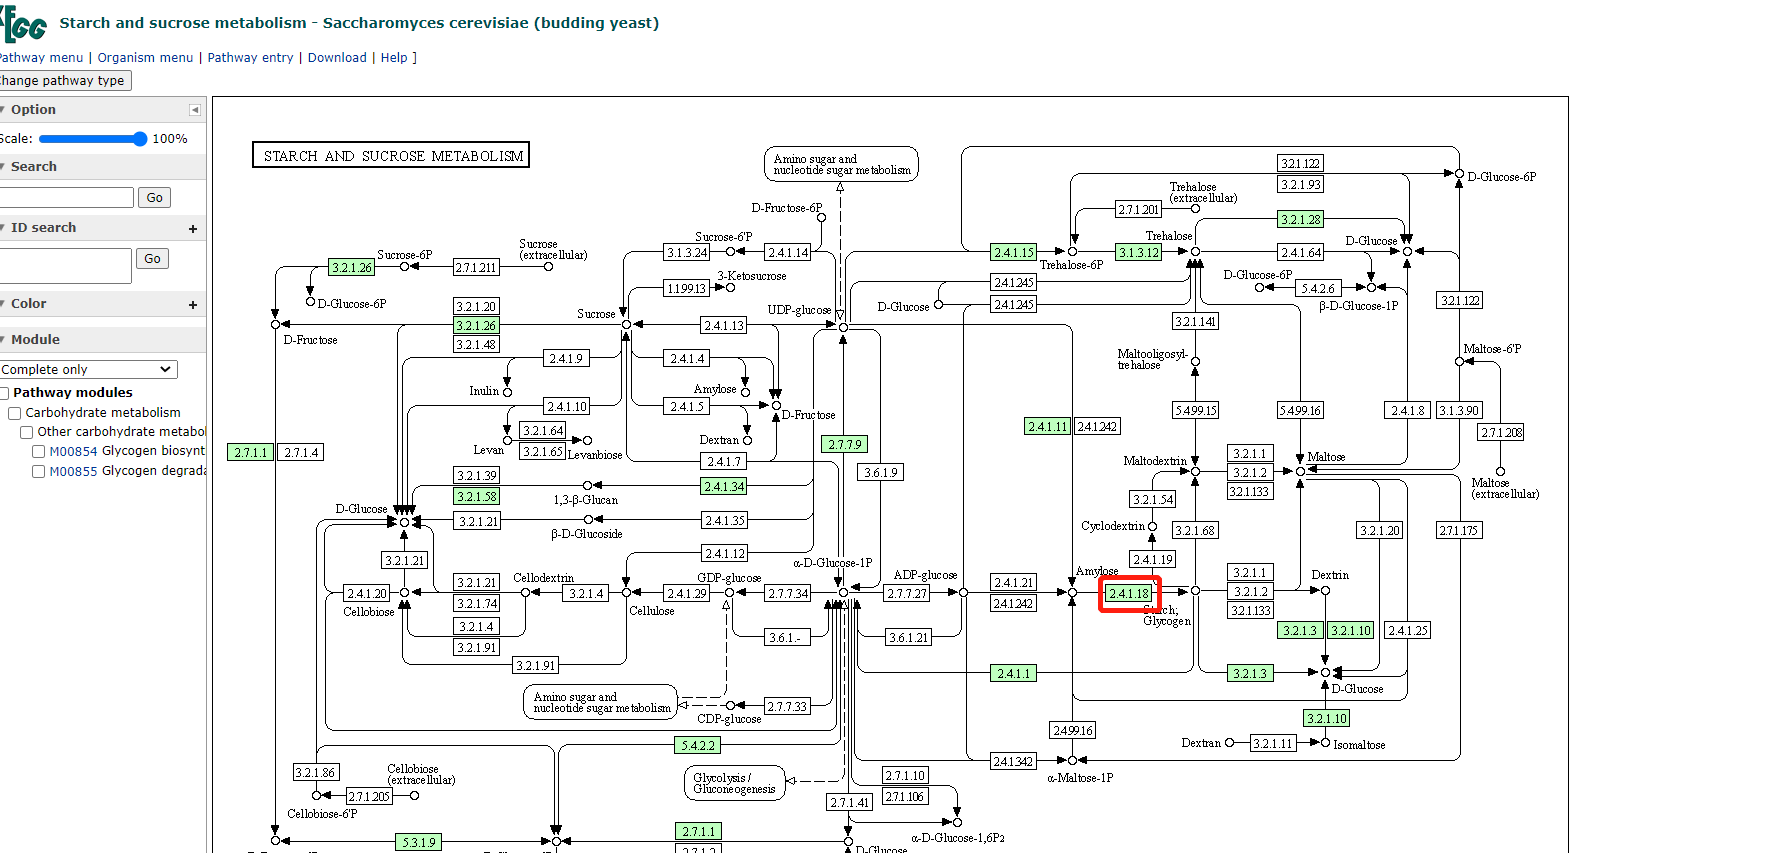 KEGG
Starch and sucrose metabolism - Saccharomyces cerevisiae (budding yeast)
Pathway menu | Organism menu | Pathway entry | Download | Help ]
Change pathway type
Option
Scale: 100%
Search
Go
ID search +
Go
Color +
Module
Complete only
Pathway modules
Carbohydrate metabolism
Other carbohydrate metabol
M00854 Glycogen biosynt
M00855 Glycogen degrada
STARCH AND SUCROSE METABOLISM
Amino sugar and
nucleotide sugar metabolism
3.2.1.122
3.2.1.93
D-Glucose-6P
Trehalose
(extracellular)
2.7.1.201
D-Fructose-6P
3.2.1.28
Sucrose-6'P
Trehalose
D-Glucose
Sucrose
(extracellular)
Sucrose-6P
3.2.1.26
2.7.1.211
3.1.3.24
2.4.1.14
2.4.1.15
Trehalose-6P
3.1.3.12
2.4.1.64
D-Glucose-6P
3-Ketosucrose
1.1.99.13
2.4.1.245
D-Glucose
2.4.1.245
D-Glucose-6P
5.4.2.6
β-D-Glucose-1P
3.2.1.122
3.2.1.20
3.2.1.26
3.2.1.48
D-Fructose
Sucrose
2.4.1.13
UDP-glucose
3.2.1.141
2.4.1.9
2.4.1.4
Maltooligosyl-
trehalose
Maltose-6'P
Inulin
Amylose
2.4.1.10
2.4.1.5
D-Fructose
5.4.99.15
5.4.99.16
2.4.1.8
3.1.3.90
3.2.1.64
3.2.1.65
Levan
Levanbiose
Dextran
2.7.7.9
2.4.1.11
2.4.1.242
2.7.1.208
2.7.1.1
2.7.1.4
2.4.1.7
3.6.1.9
Maltodextrin
3.2.1.1
3.2.1.2
3.2.1.133
Maltose
Maltose
(extracellular)
3.2.1.39
3.2.1.58
1,3-β-Glucan
2.4.1.34
3.2.1.54
D-Glucose
3.2.1.21
β-D-Glucoside
2.4.1.35
Cyclodextrin
3.2.1.68
3.2.1.20
2.7.1.175
3.2.1.21
2.4.1.12
α-D-Glucose-1P
2.4.1.19
2.4.1.20
Cellobiose
3.2.1.21
3.2.1.74
3.2.1.4
3.2.1.91
Cellodextrin
3.2.1.4
Cellulose
2.4.1.29
GDP-glucose
2.7.7.34
2.7.7.27
ADP-glucose
2.4.1.21
2.4.1.242
Amylose
2.4.1.18
Starch;
Glycogen
3.2.1.1
3.2.1.2
3.2.1.133
Dextrin
3.2.1.91
3.6.1.-
3.6.1.21
3.2.1.3
3.2.1.10
2.4.1.25
2.4.1.1
3.2.1.3
D-Glucose
Amino sugar and
nucleotide sugar metabolism
CDP-glucose
2.7.7.33
3.2.1.10
5.4.2.2
2.4.99.16
Dextran
3.2.1.11
Isomaltose
3.2.1.86
Cellobiose
(extracellular)
2.7.1.205
Cellobiose-6'P
Glycolysis /
Gluconeogenesis
2.4.1.342
α-Maltose-1P
2.7.1.10
2.7.1.106
2.7.1.41
α-D-Glucose-1,6P2
5.3.1.9
2.7.1.1
2.7.1.2
D-Glucose